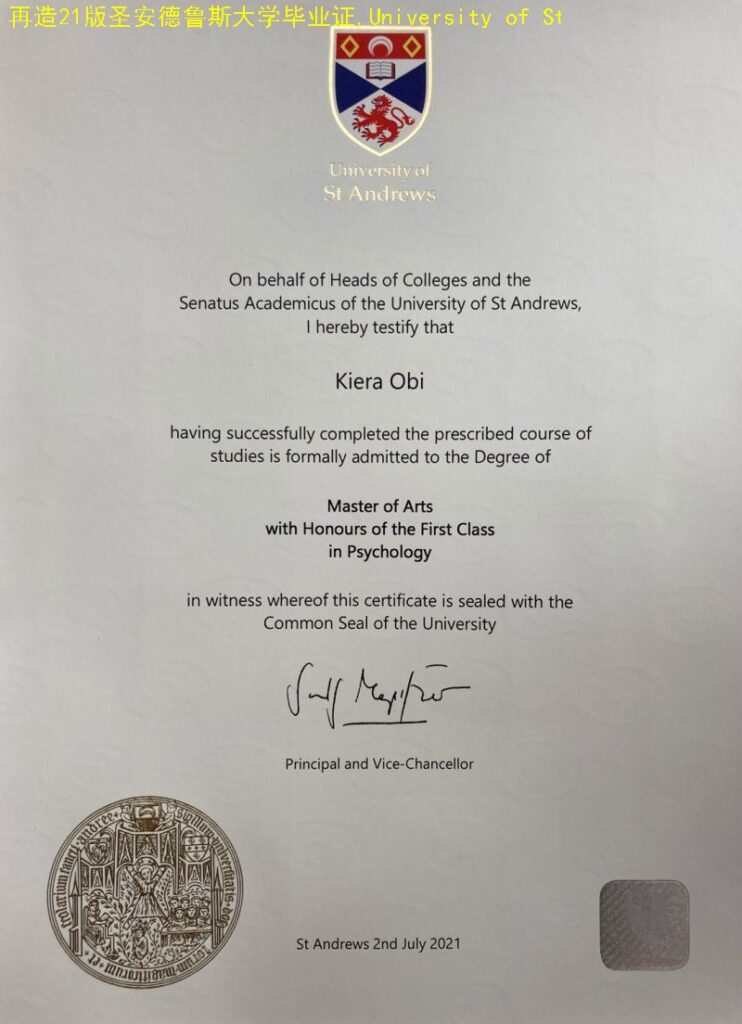 再造21版圣安德鲁斯大学毕业证,University of St
University of
St Andrews
On behalf of Heads of Colleges and the
Senatus Academicus of the University of St Andrews,
I hereby testify that
Kiera Obi
having successfully completed the prescribed course of
studies is formally admitted to the Degree of
Master of Arts
with Honours of the First Class
in Psychology
in witness whereof this certificate is sealed with the
Common Seal of the University
Principal and Vice-Chancellor
St Andrews 2nd July 2021